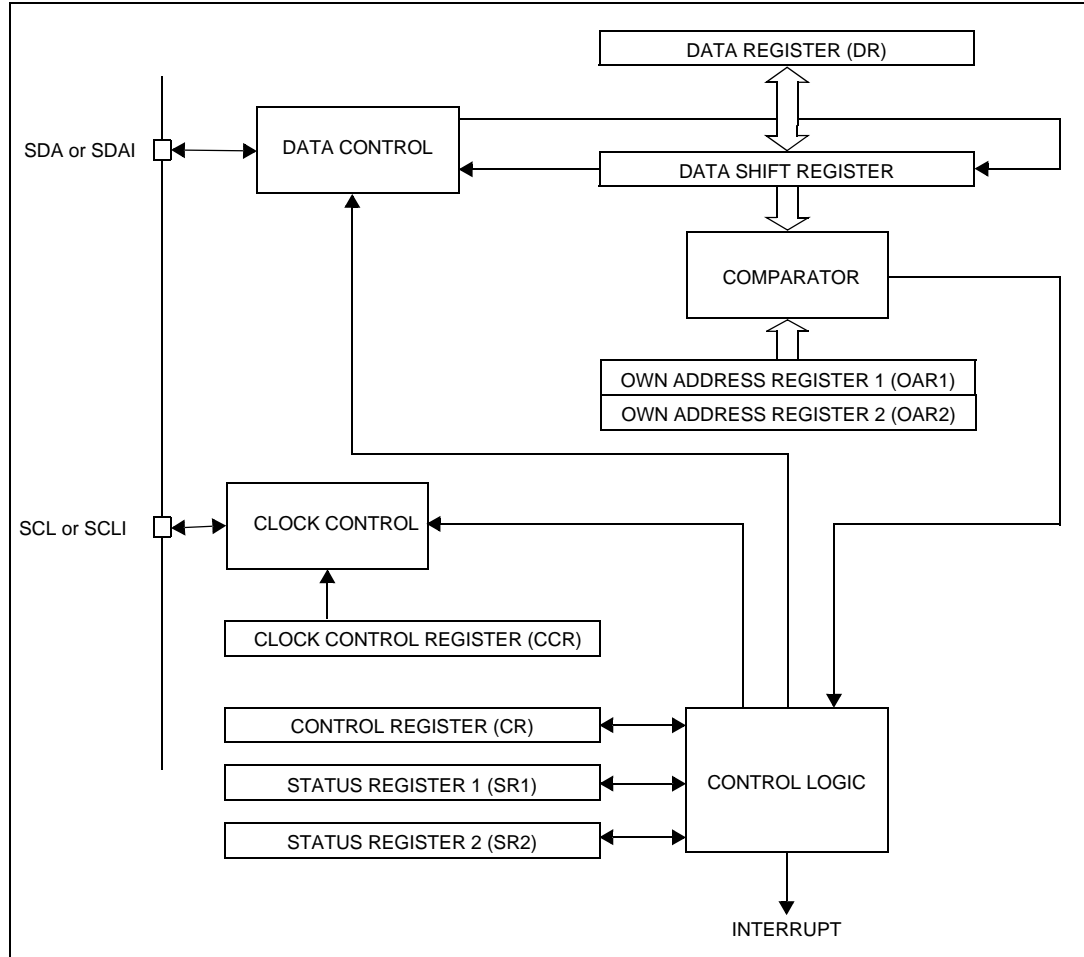 DATA REGISTER (DR)
SDA or SDAI
DATA CONTROL
DATA SHIFT REGISTER
COMPARATOR
OWN ADDRESS REGISTER 1 (OAR1)
OWN ADDRESS REGISTER 2 (OAR2)
SCL or SCLI
CLOCK CONTROL
CLOCK CONTROL REGISTER (CCR)
CONTROL REGISTER (CR)
STATUS REGISTER 1 (SR1)
CONTROL LOGIC
STATUS REGISTER 2 (SR2)
INTERRUPT